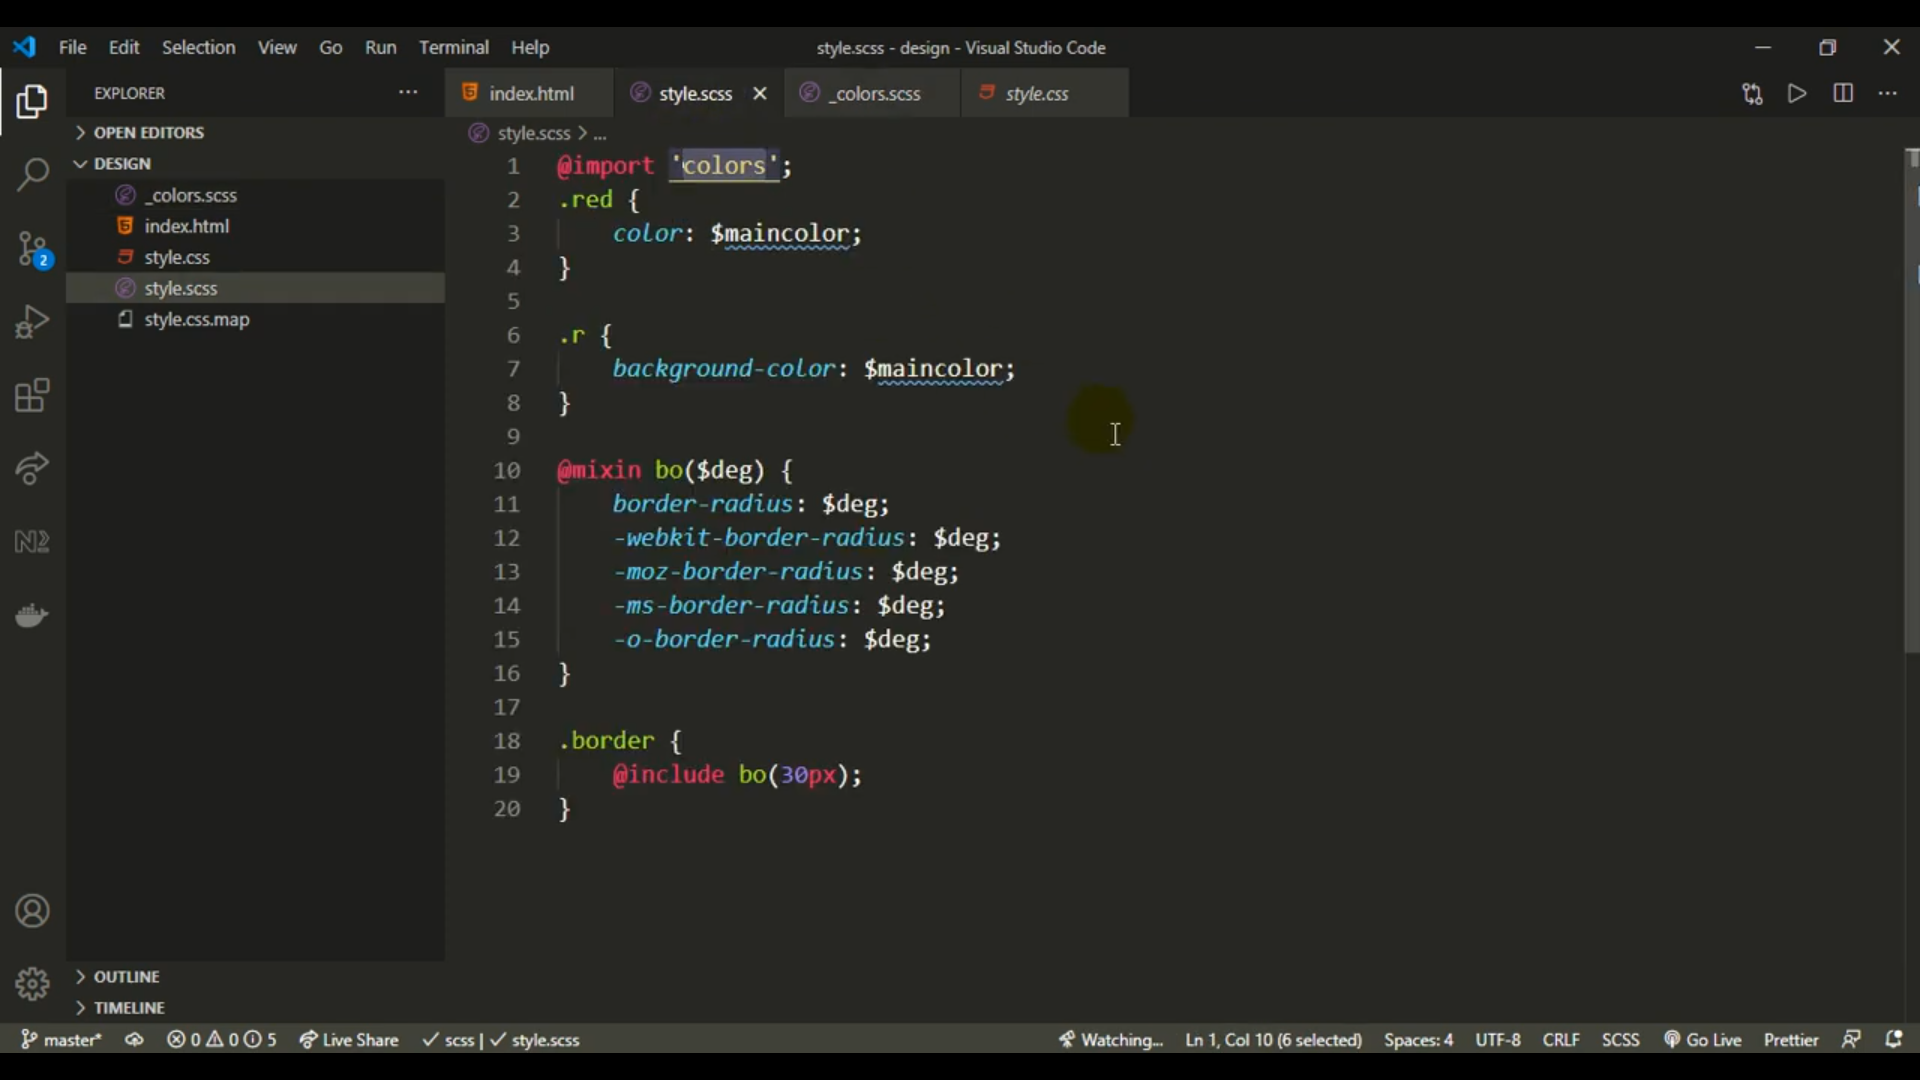 File Edit Selection View Go Run Terminal Help
style.scss - design - Visual Studio Code
EXPLORER
index.html
style.scss
_colors.scss
style.css
OPEN EDITORS
DESIGN
_colors.scss
index.html
style.css
style.scss
style.css.map
style.scss > ...
1 @import 'colors';
2 .red {
3 color: $maincolor;
4 }
5
6 .r {
7 background-color: $maincolor;
8 }
9
10 @mixin bo($deg) {
11 border-radius: $deg;
12 -webkit-border-radius: $deg;
13 -moz-border-radius: $deg;
14 -ms-border-radius: $deg;
15 -o-border-radius: $deg;
16 }
17
18 .border {
19 @include bo(30px);
20 }
2
OUTLINE
TIMELINE
master* 0 0 5 Live Share scss | style.scss Watching... Ln 1, Col 10 (6 selected) Spaces: 4 UTF-8 CRLF SCSS Go Live Prettier